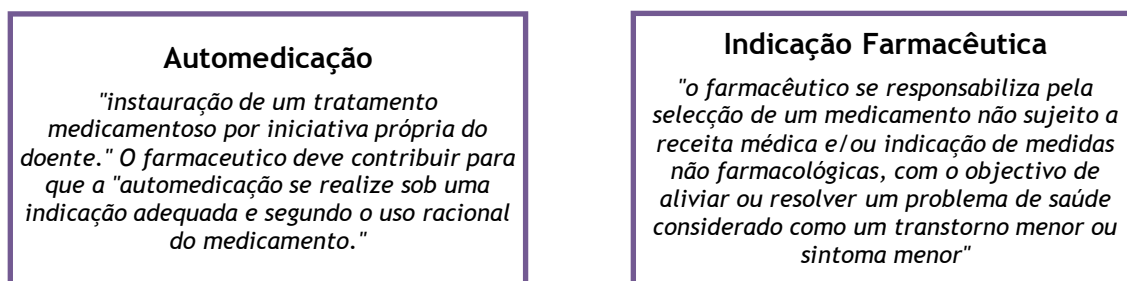 Automedicação
"instauração de um tratamento
medicamentoso por iniciativa própria do
doente." O farmaceutico deve contribuir para
que a "automedicação se realize sob uma
indicação adequada e segundo o uso racional
do medicamento."
Indicação Farmacêutica
"o farmacêutico se responsabiliza pela
selecção de um medicamento não sujeito a
receita médica e/ou indicação de medidas
não farmacológicas, com o objectivo de
aliviar ou resolver um problema de saúde
considerado como um transtorno menor ou
sintoma menor"